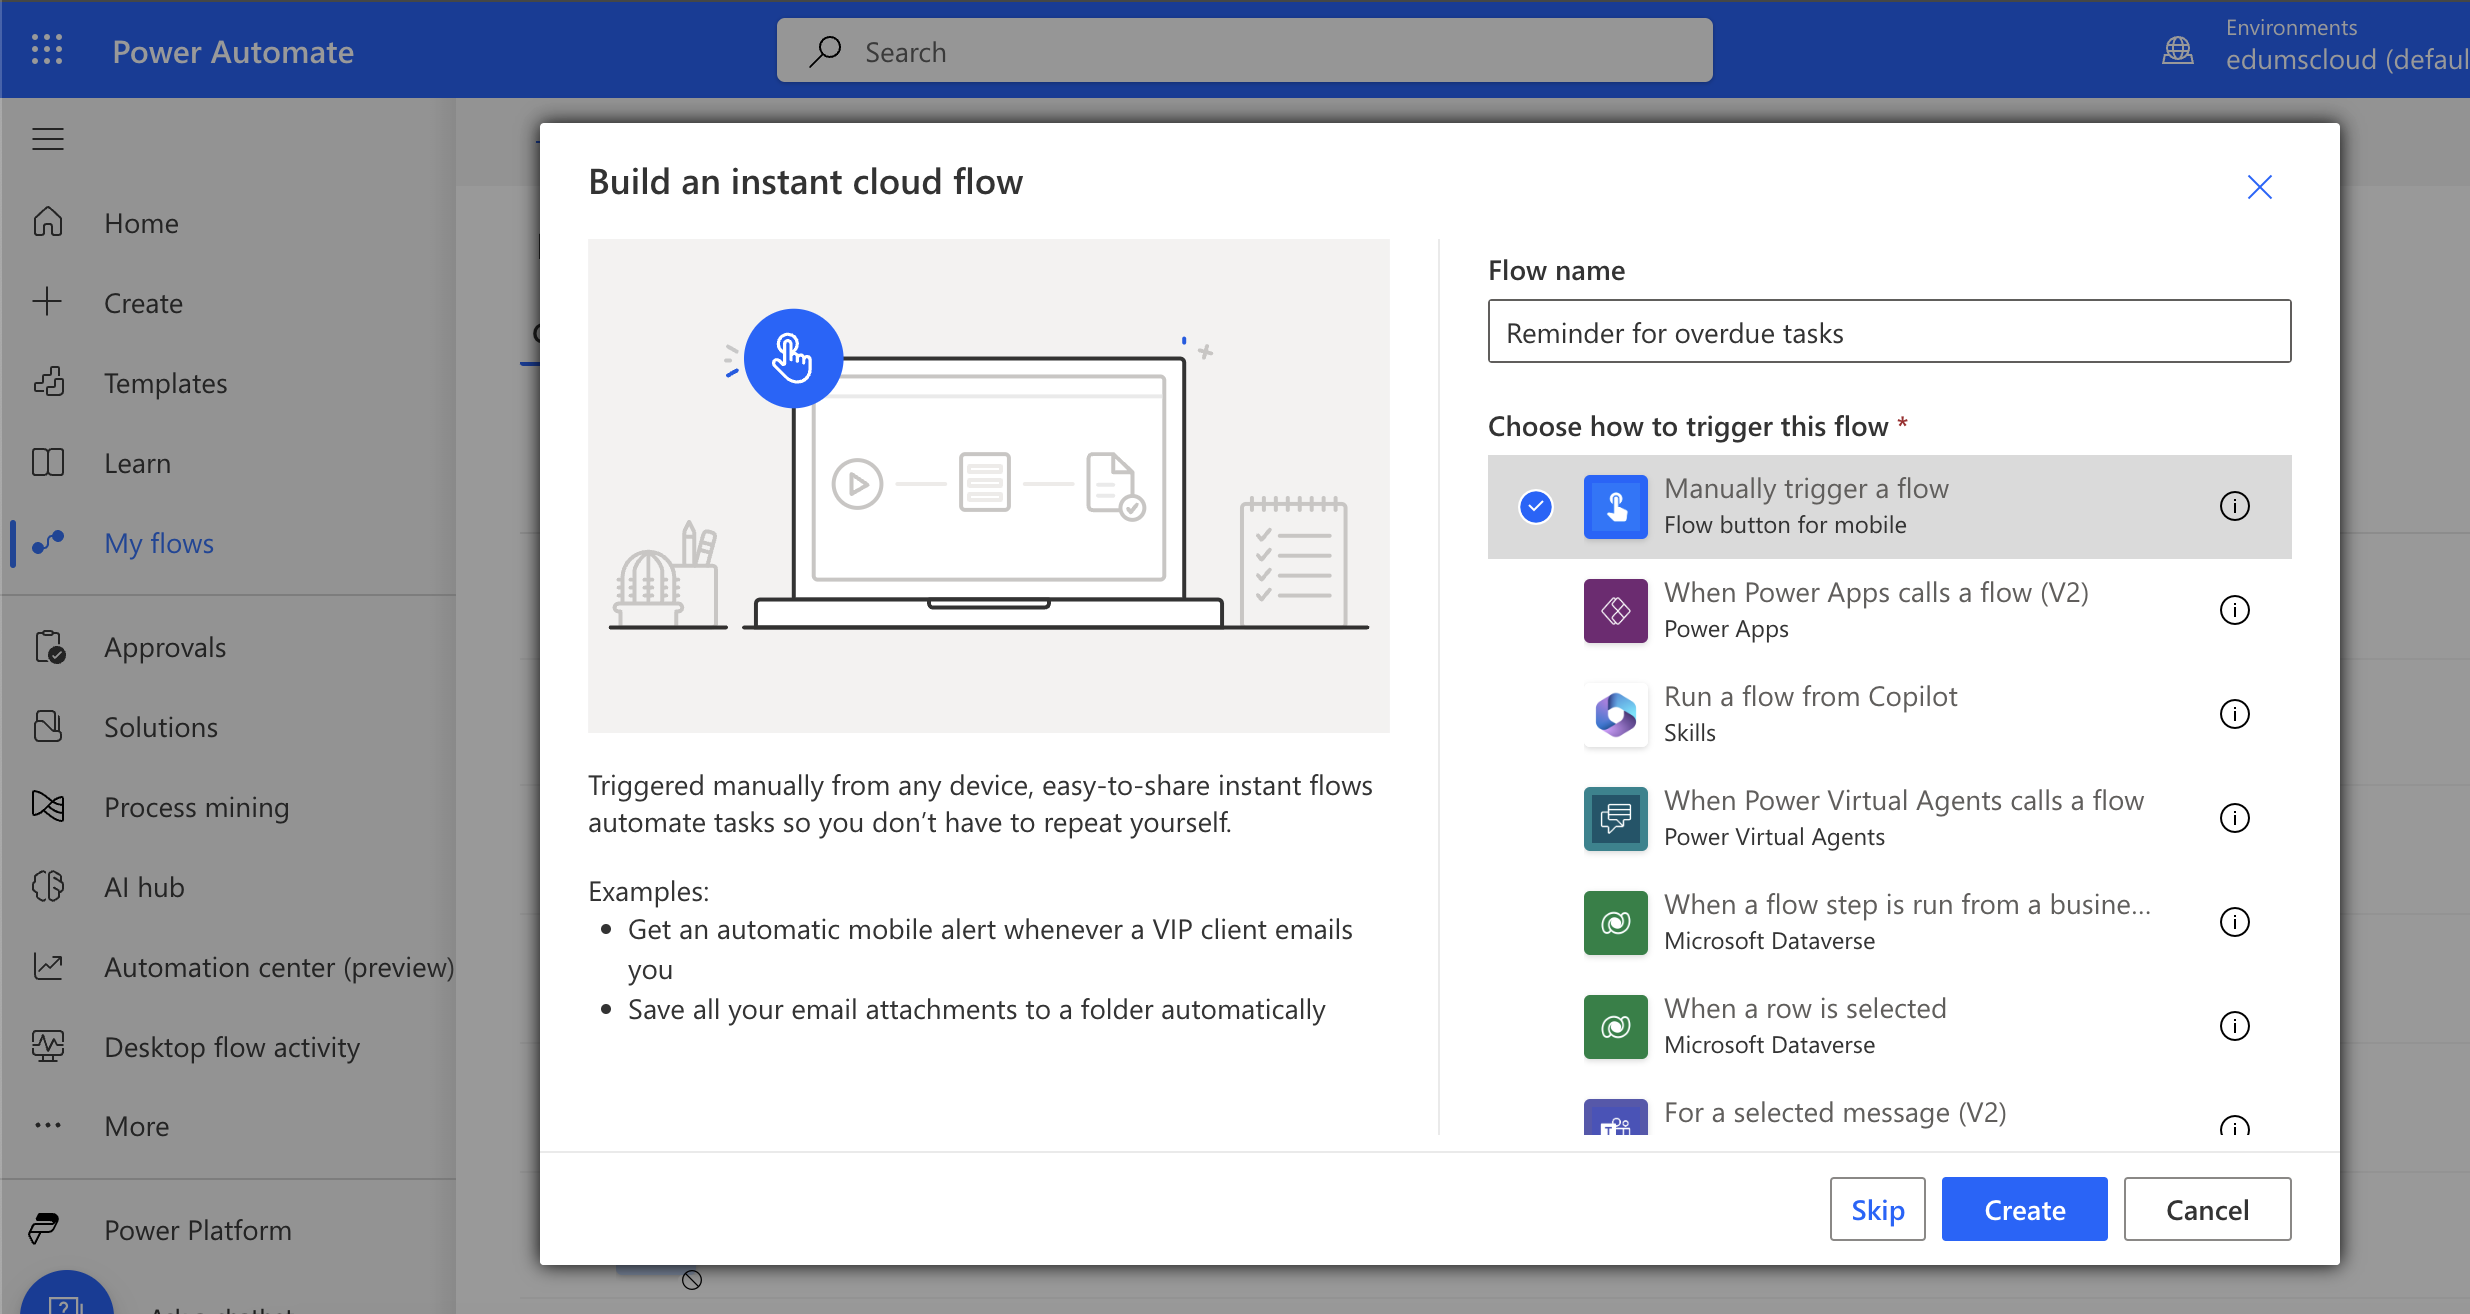 Power Automate
Search
Environments
edumscloud (defaul
Home
Create
Templates
Learn
My flows
Approvals
Solutions
Process mining
AI hub
Automation center (preview)
Desktop flow activity
More
Power Platform
Build an instant cloud flow
Triggered manually from any device, easy-to-share instant flows
automate tasks so you don’t have to repeat yourself.
Examples:
Get an automatic mobile alert whenever a VIP client emails
you
Save all your email attachments to a folder automatically
Flow name
Reminder for overdue tasks
Choose how to trigger this flow *
Manually trigger a flow
Flow button for mobile
When Power Apps calls a flow (V2)
Power Apps
Run a flow from Copilot
Skills
When Power Virtual Agents calls a flow
Power Virtual Agents
When a flow step is run from a busine...
Microsoft Dataverse
When a row is selected
Microsoft Dataverse
For a selected message (V2)
Skip
Create
Cancel